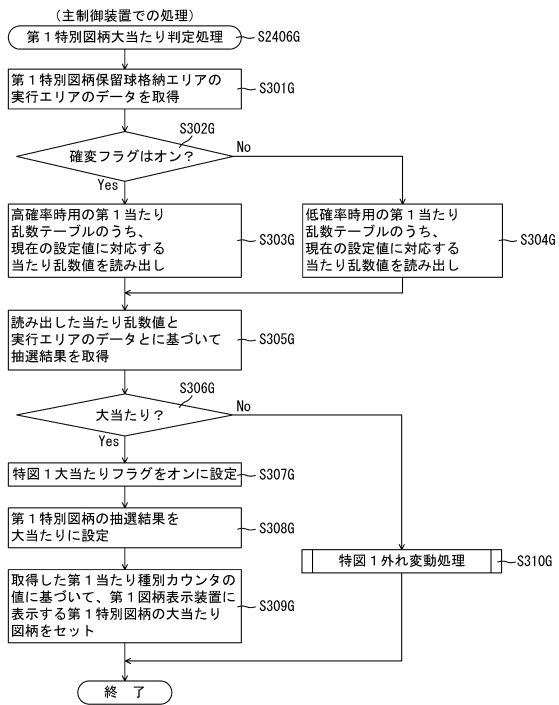 （主制御装置での処理）
第１特別図柄大当たり判定処理
S2406G
第１特別図柄保留球格納エリアの
実行エリアのデータを取得
S301G
S302G
確変フラグはオン？
No
Yes
高確率時用の第１当たり
乱数テーブルのうち、
現在の設定値に対応する
当たり乱数値を読み出し
S303G
低確率時用の第１当たり
乱数テーブルのうち、
現在の設定値に対応する
当たり乱数値を読み出し
S304G
読み出した当たり乱数値と
実行エリアのデータとに基づいて
抽選結果を取得
S305G
S306G
大当たり？
No
Yes
特図１大当たりフラグをオンに設定
S307G
第１特別図柄の抽選結果を
大当たりに設定
S308G
特図１外れ変動処理
S310G
取得した第１当たり種別カウンタの
値に基づいて、第１図柄表示装置に
表示する第１特別図柄の大当たり
図柄をセット
S309G
終　了